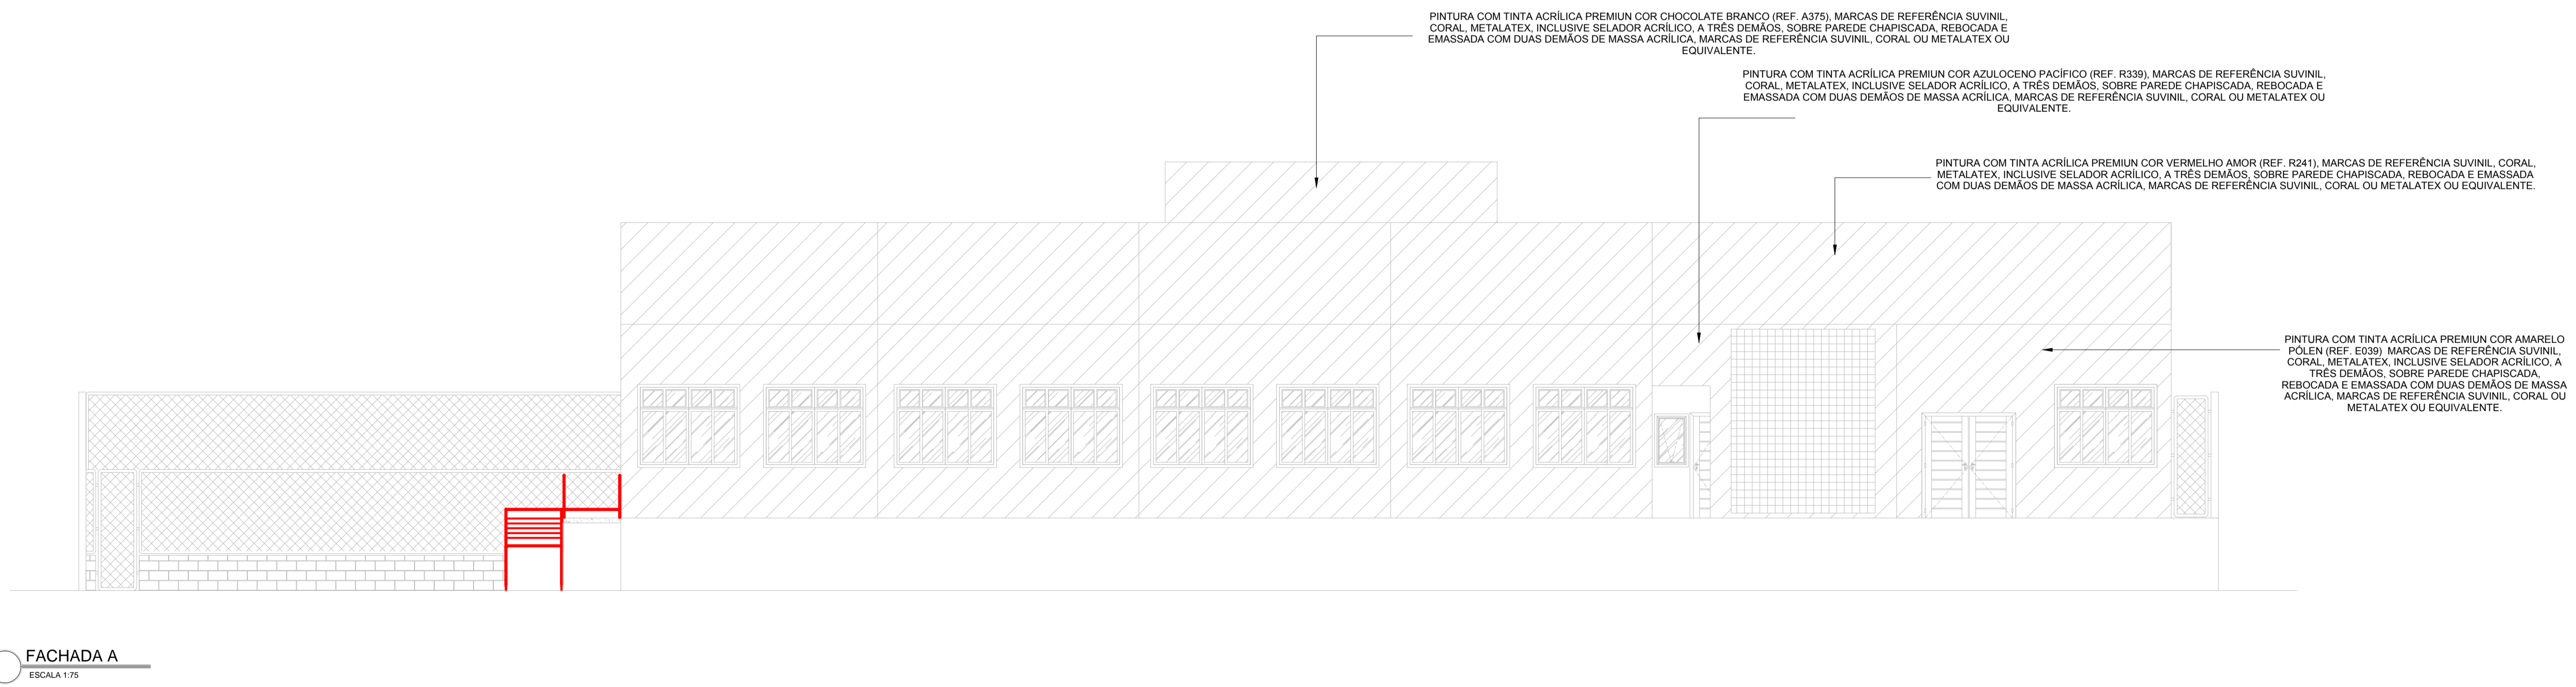 PINTURA COM TINTA ACRÍLICA PREMIUN COR CHOCOLATE BRANCO (REF. A375), MARCAS DE REFERÊNCIA SUVINIL,
CORAL, METALATEX, INCLUSIVE SELADOR ACRÍLICO, A TRÊS DEMÃOS, SOBRE PAREDE CHAPISCADA, REBOCADA E
EMASSADA COM DUAS DEMÃOS DE MASSA ACRÍLICA, MARCAS DE REFERÊNCIA SUVINIL, CORAL OU METALATEX OU
EQUIVALENTE.
PINTURA COM TINTA ACRÍLICA PREMIUN COR AZULOCENO PACÍFICO (REF. R339), MARCAS DE REFERÊNCIA SUVINIL,
CORAL, METALATEX, INCLUSIVE SELADOR ACRÍLICO, A TRÊS DEMÃOS, SOBRE PAREDE CHAPISCADA, REBOCADA E
EMASSADA COM DUAS DEMÃOS DE MASSA ACRÍLICA, MARCAS DE REFERÊNCIA SUVINIL, CORAL OU METALATEX OU
EQUIVALENTE.
PINTURA COM TINTA ACRÍLICA PREMIUN COR VERMELHO AMOR (REF. R241), MARCAS DE REFERÊNCIA SUVINIL, CORAL,
METALATEX, INCLUSIVE SELADOR ACRÍLICO, A TRÊS DEMÃOS, SOBRE PAREDE CHAPISCADA, REBOCADA E EMASSADA
COM DUAS DEMÃOS DE MASSA ACRÍLICA, MARCAS DE REFERÊNCIA SUVINIL, CORAL OU METALATEX OU EQUIVALENTE.
PINTURA COM TINTA ACRÍLICA PREMIUN COR AMARELO
PÓLEN (REF. E039) MARCAS DE REFERÊNCIA SUVINIL,
CORAL, METALATEX, INCLUSIVE SELADOR ACRÍLICO, A
TRÊS DEMÃOS, SOBRE PAREDE CHAPISCADA,
REBOCADA E EMASSADA COM DUAS DEMÃOS DE MASSA
ACRÍLICA, MARCAS DE REFERÊNCIA SUVINIL, CORAL OU
METALATEX OU EQUIVALENTE.
FACHADA A
ESCALA 1:75